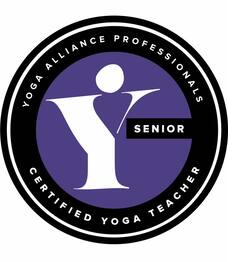 YOGA ALLIANCE PROFESSIONALS
Y
SENIOR
CERTIFIED YOGA TEACHER